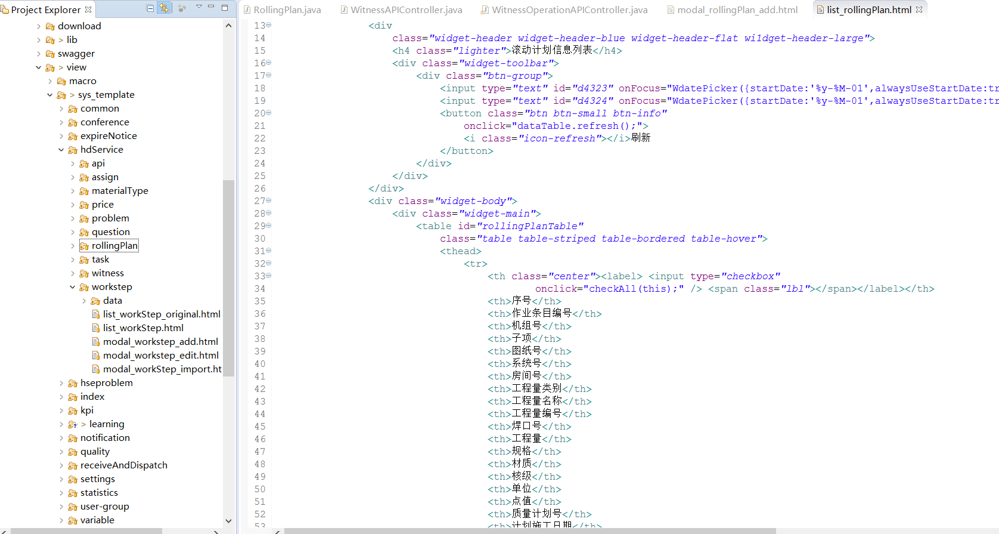 Project Explorer
download
> lib
swagger
> view
macro
> sys_template
common
conference
expireNotice
hdService
api
assign
materialType
price
problem
question
rollingPlan
task
witness
workstep
data
list_workStep_original.html
list_workStep.html
modal_workstep_add.html
modal_workstep_edit.html
modal_workStep_import.ht
hseproblem
index
kpi
> learning
notification
quality
receiveAndDispatch
settings
statistics
user-group
variable
RollingPlan.java
WitnessAPIController.java
WitnessOperationAPIController.java
modal_rollingPlan_add.html
list_rollingPlan.html
13 <div
14 class="widget-header widget-header-blue widget-header-flat wi1dget-header-large">
15 <h4 class="lighter">滚动计划信息列表</h4>
16 <div class="widget-toolbar">
17 <div class="btn-group">
18 <input type="text" id="d4323" onFocus="WdatePicker({startDate:'%y-%M-01',alwaysUseStartDate:tr
19 <input type="text" id="d4324" onFocus="WdatePicker({startDate:'%y-%M-01',alwaysUseStartDate:tr
20 <button class="btn btn-small btn-info"
21 onclick="dataTable.refresh();">
22 <i class="icon-refresh"></i>刷新
23 </button>
24 </div>
25 </div>
26 </div>
27 <div class="widget-body">
28 <div class="widget-main">
29 <table id="rollingPlanTable"
30 class="table table-striped table-bordered table-hover">
31 <thead>
32 <tr>
33 <th class="center"><label> <input type="checkbox"
34 onclick="checkAll(this);" /> <span class="lbl"></span></label></th>
35 <th>序号</th>
36 <th>作业条目编号</th>
37 <th>机组号</th>
38 <th>子项</th>
39 <th>图纸号</th>
40 <th>系统号</th>
41 <th>房间号</th>
42 <th>工程量类别</th>
43 <th>工程量名称</th>
44 <th>工程量编号</th>
45 <th>焊口号</th>
46 <th>工程量</th>
47 <th>规格</th>
48 <th>材质</th>
49 <th>核级</th>
50 <th>单位</th>
51 <th>点值</th>
52 <th>质量计划号</th>
53 <th>计划施工日期</th>